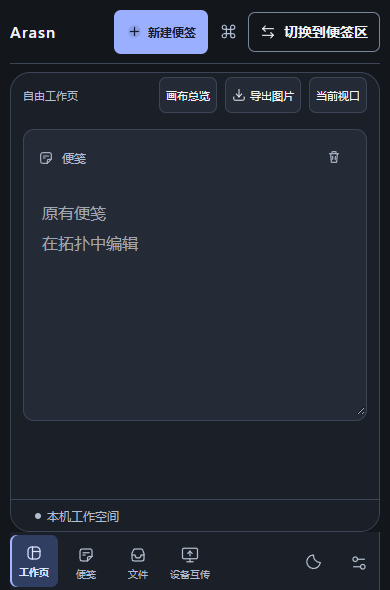 Arasn
新建便签
切换到便签区
自由工作页
画布总览
导出图片
当前视口
便笺
原有便笺
在拓扑中编辑
本机工作空间
工作页
便笺
文件
设备互传